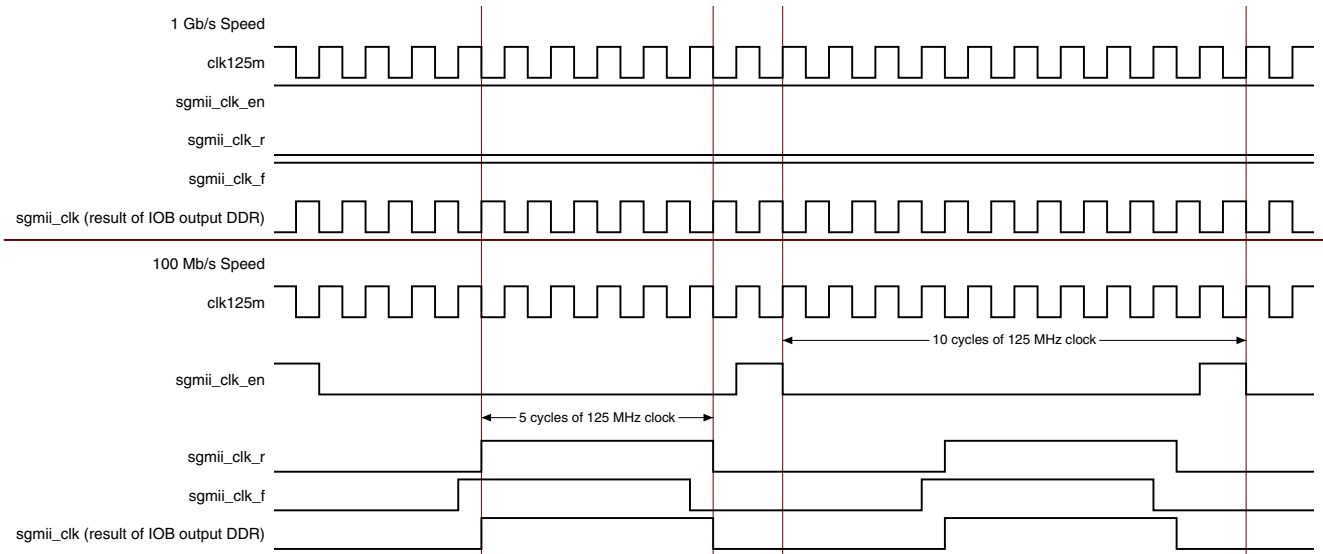 1 Gb/s Speed
clk125m
sgmii_clk_en
sgmii_clk_r
sgmii_clk_f
sgmii_clk (result of IOB output DDR)
100 Mb/s Speed
clk125m
10 cycles of 125 MHz clock
sgmii_clk_en
5 cycles of 125 MHz clock
sgmii_clk_r
sgmii_clk_f
sgmii_clk (result of IOB output DDR)